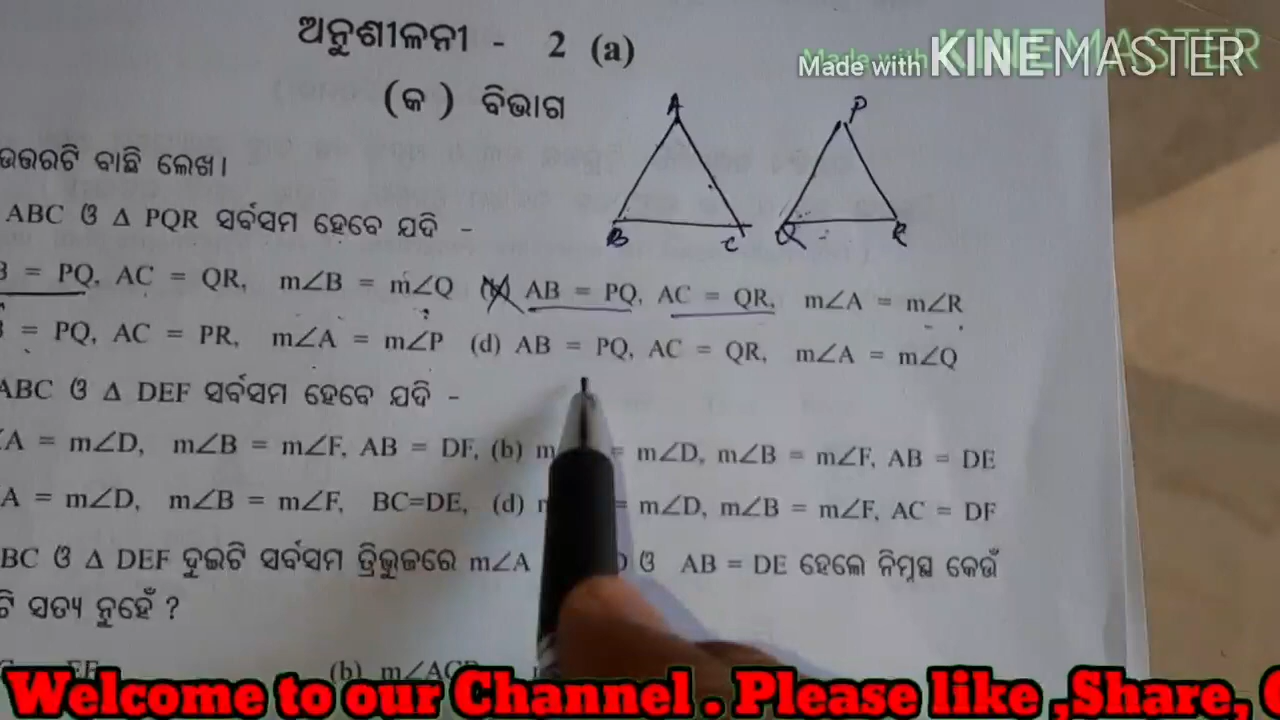 ଅନୁଶୀଳନୀ - 2 (a)
Made with KINEMASTER
(କ) ବିଭାଗ
A P
ବାଛି ଲେଖ।
ABC ଓ Δ PQR ସର୍ବସମ ହେବେ ଯଦି -
B C Q R
= PQ, AC = QR, m∠B = m∠Q (b) AB = PQ, AC = QR, m∠A = m∠R
= PQ, AC = PR, m∠A = m∠P (d) AB = PQ, AC = QR, m∠A = m∠Q
ABC ଓ Δ DEF ସର୍ବସମ ହେବେ ଯଦି -
A = m∠D, m∠B = m∠F, AB = DF, (b) = m∠D, m∠B = m∠F, AB = DE
A = m∠D, m∠B = m∠F, BC=DE, (d) = m∠D, m∠B = m∠F, AC = DF
BC ଓ Δ DEF ଦୁଇଟି ସର୍ବସମ ତ୍ରିଭୁଜରେ m∠A ଓ AB = DE ହେଲେ ନିମ୍ନସ୍ଥ କେଉଁ
ଟି ସତ୍ୟ ନୁହେଁ ?
(b)
Welcome to our Channel . Please like ,Share,